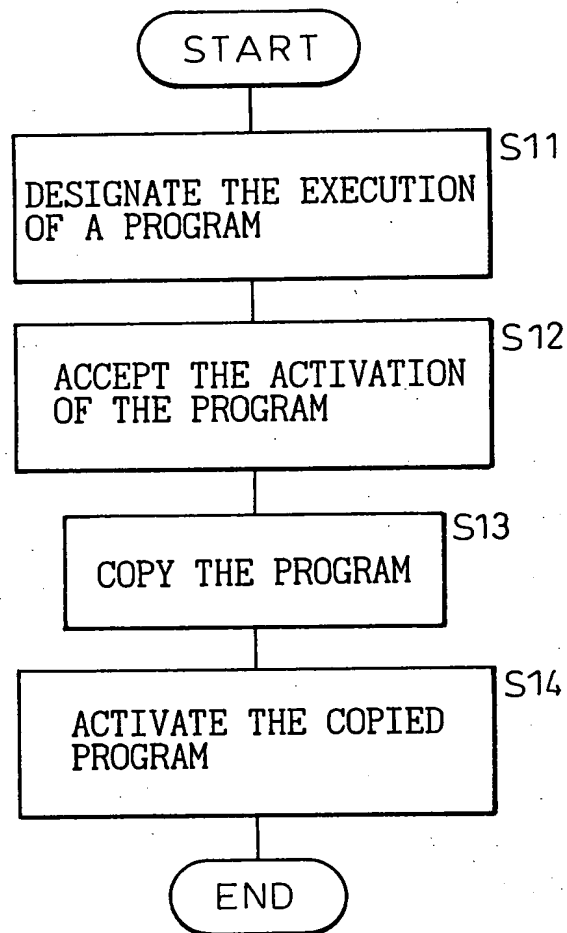 START
S11
DESIGNATE THE EXECUTION
OF A PROGRAM
S12
ACCEPT THE ACTIVATION
OF THE PROGRAM
S13
COPY THE PROGRAM
S14
ACTIVATE THE COPIED
PROGRAM
END